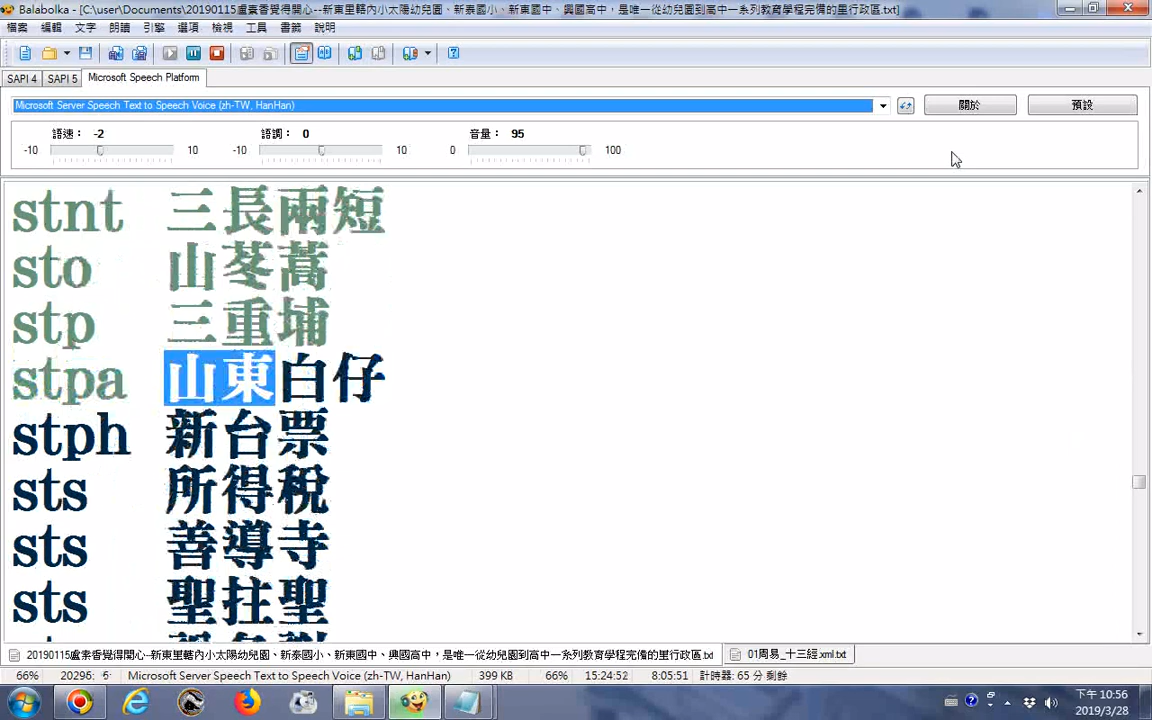 Balabolka - [C:\user\Documents\20190115盧素香覺得開心--新東里轄內小太陽幼兒園、新泰國小、新東國中、興國高中，是唯一從幼兒園到高中一系列教育學程完備的里行政區.txt]
檔案 編輯 文字 朗讀 引擎 選項 檢視 工具 書籤 說明
SAPI 4 SAPI 5 Microsoft Speech Platform
Microsoft Server Speech Text to Speech Voice (zh-TW, HanHan) 關於 預設
語速： -2 語調： 0 音量： 95
-10 10 -10 10 0 100
stnt 三長兩短
sto 山茼蒿
stp 三重埔
stpa 山東白仔
stph 新台票
sts 所得稅
sts 善導寺
sts 聖拄聖
20190115盧素香覺得開心--新東里轄內小太陽幼兒園、新泰國小、新東國中、興國高中，是唯一從幼兒園到高中一系列教育學程完備的里行政區.txt 01周易_十三經.xml.txt
66% 20296: 6 Microsoft Server Speech Text to Speech Voice (zh-TW, HanHan) 399 KB 66% 15:24:52 8:05:51 計時器: 65 分 剩餘
下午 10:56
2019/3/28